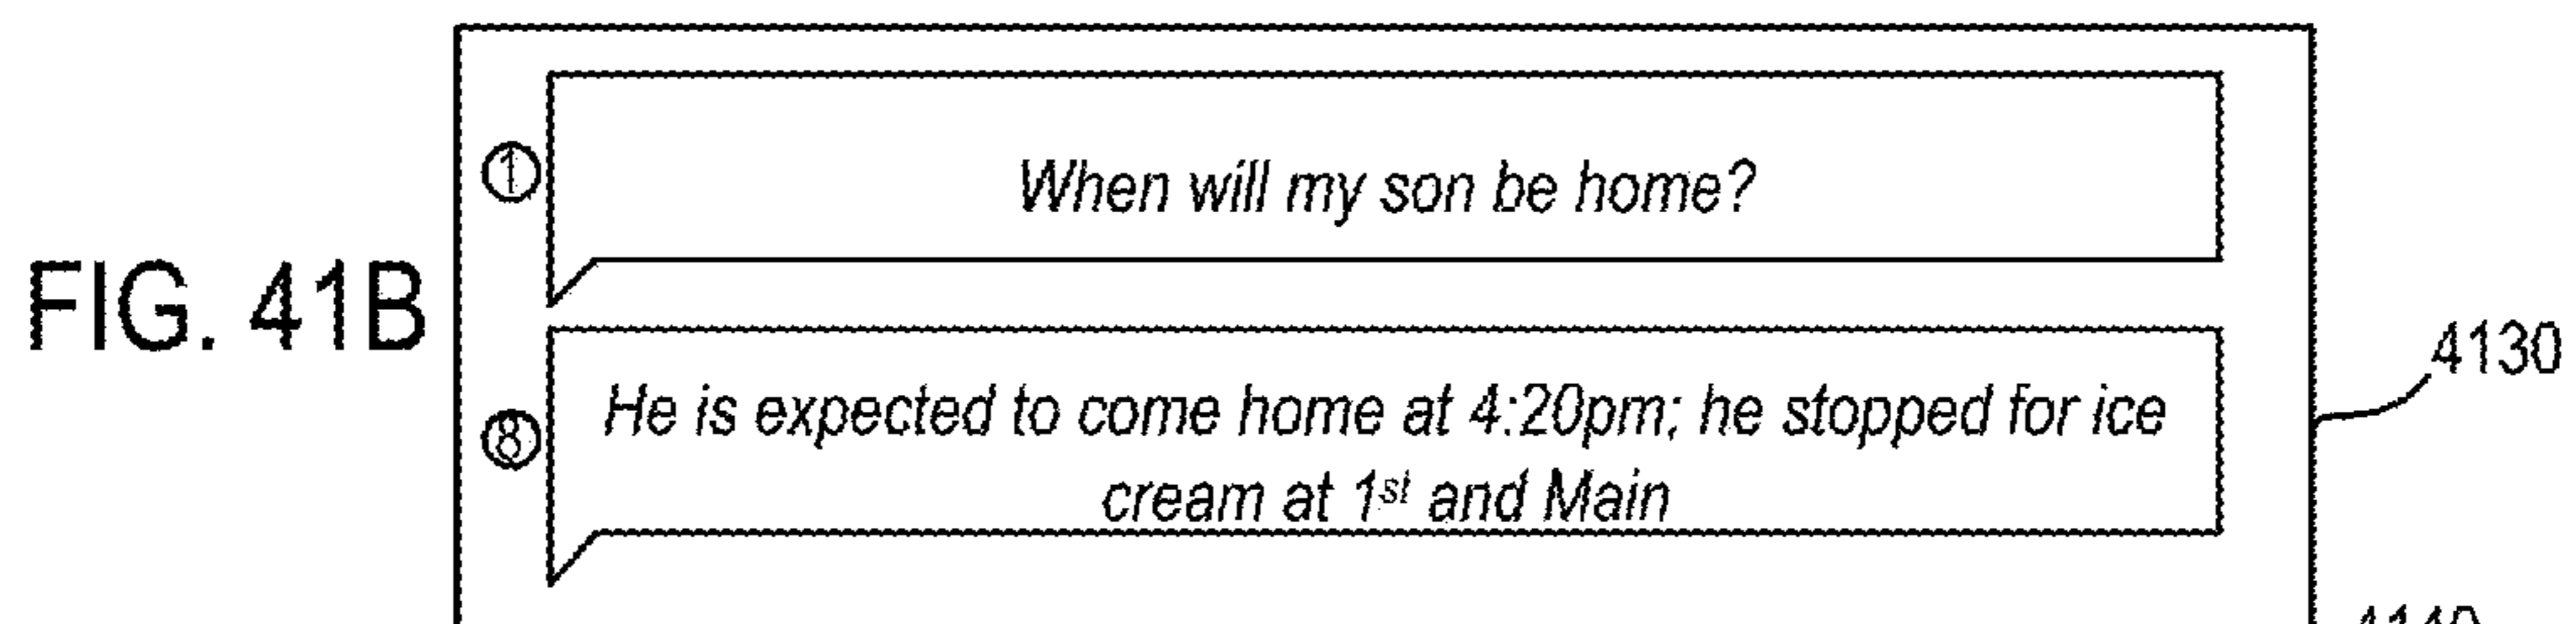 ① When will my son be home?
FIG. 41B
4130
⑧ He is expected to come home at 4:20pm; he stopped for ice
cream at 1st and Main